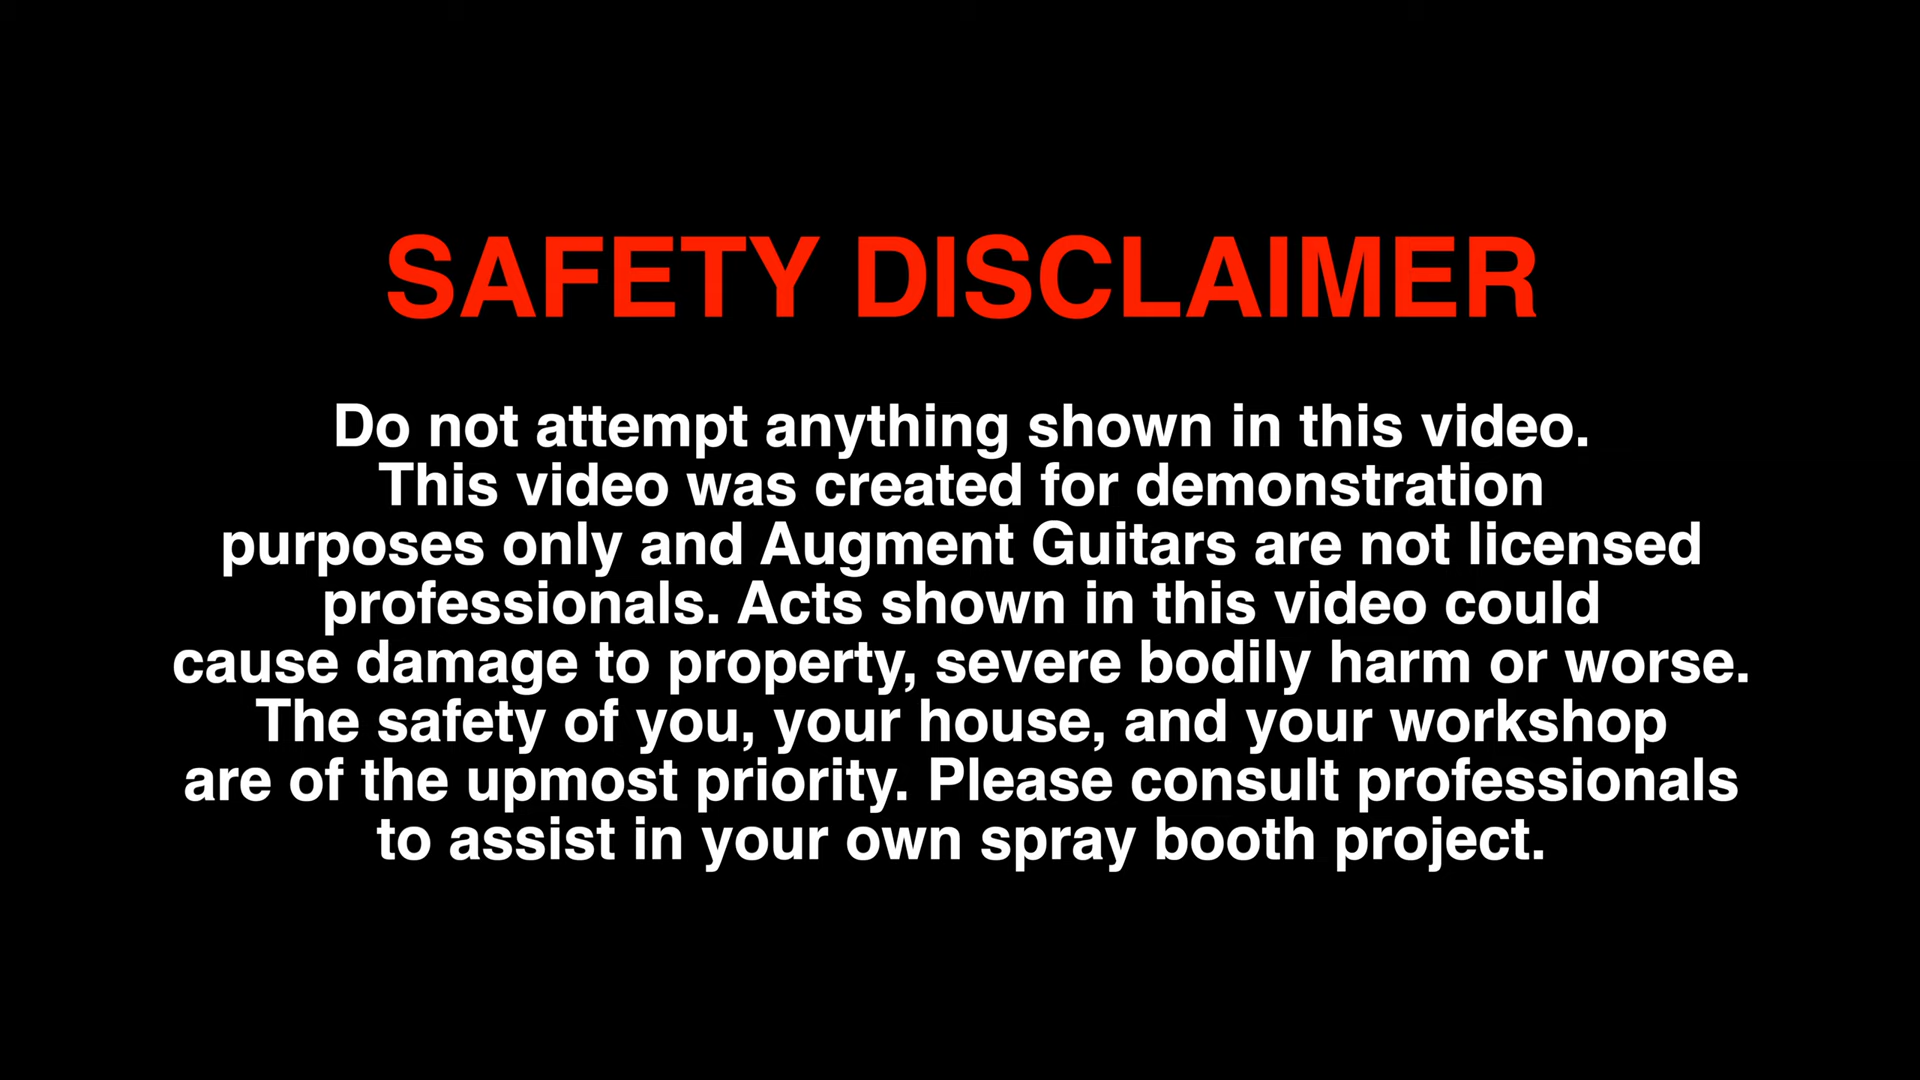 SAFETY DISCLAIMER
Do not attempt anything shown in this video.
This video was created for demonstration
purposes only and Augment Guitars are not licensed
professionals. Acts shown in this video could
cause damage to property, severe bodily harm or worse.
The safety of you, your house, and your workshop
are of the upmost priority. Please consult professionals
to assist in your own spray booth project.